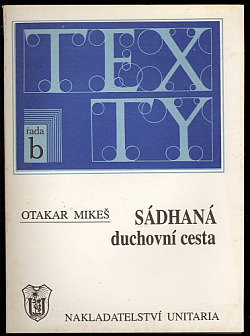 TEX
TY
řada
b
OTAKAR MIKEŠ
SÁDHANÁ
duchovní cesta
NAKLADATELSTVÍ UNITARIA